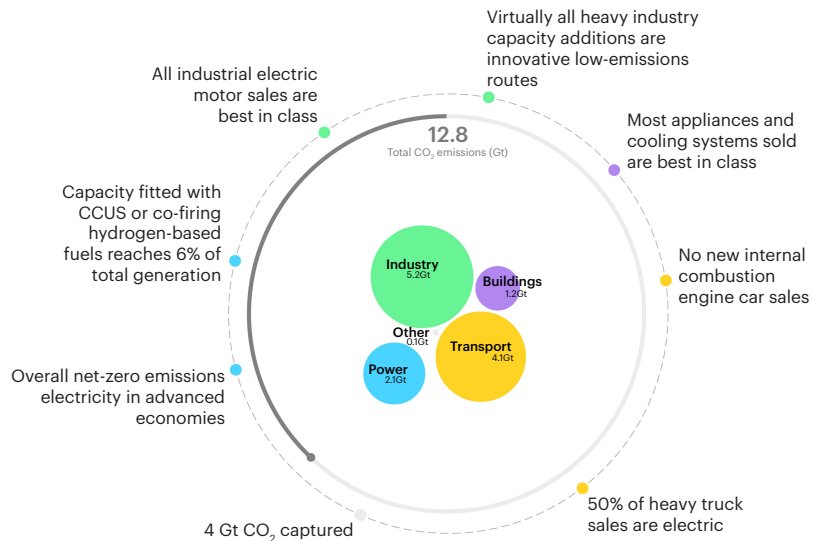 Virtually all heavy industry
capacity additions are
innovative low-emissions
routes
All industrial electric
motor sales are
best in class
12.8
Total CO₂ emissions (Gt)
Most appliances and
cooling systems sold
are best in class
Capacity fitted with
CCUS or co-firing
hydrogen-based
fuels reaches 6% of
total generation
Industry
5.2Gt
Buildings
1.2Gt
No new internal
combustion
engine car sales
Other
0.1Gt
Transport
4.1Gt
Power
2.1Gt
Overall net-zero emissions
electricity in advanced
economies
50% of heavy truck
sales are electric
4 Gt CO₂ captured